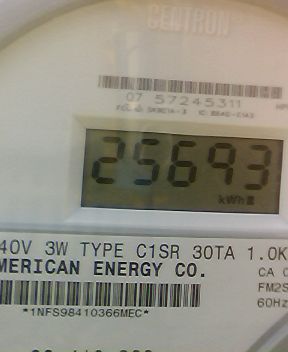 CENTRON
07 57245311
25693
kWh
40V 3W TYPE C1SR 30TA 1.0K
MERICAN ENERGY CO.
CA
FM2S
60Hz
*1NFS98410366MEC*